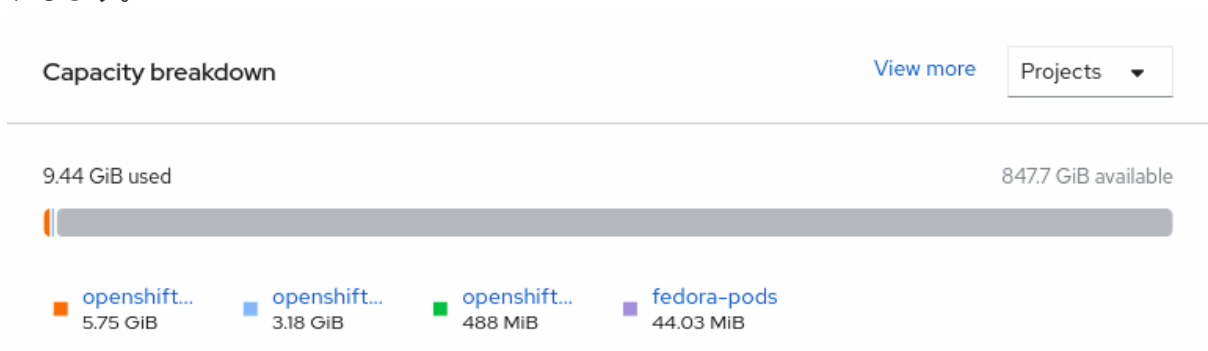 Capacity breakdown
View more
Projects
9.44 GiB used
847.7 GiB available
openshift...
5.75 GiB
openshift...
3.18 GiB
openshift...
488 MiB
fedora-pods
44.03 MiB